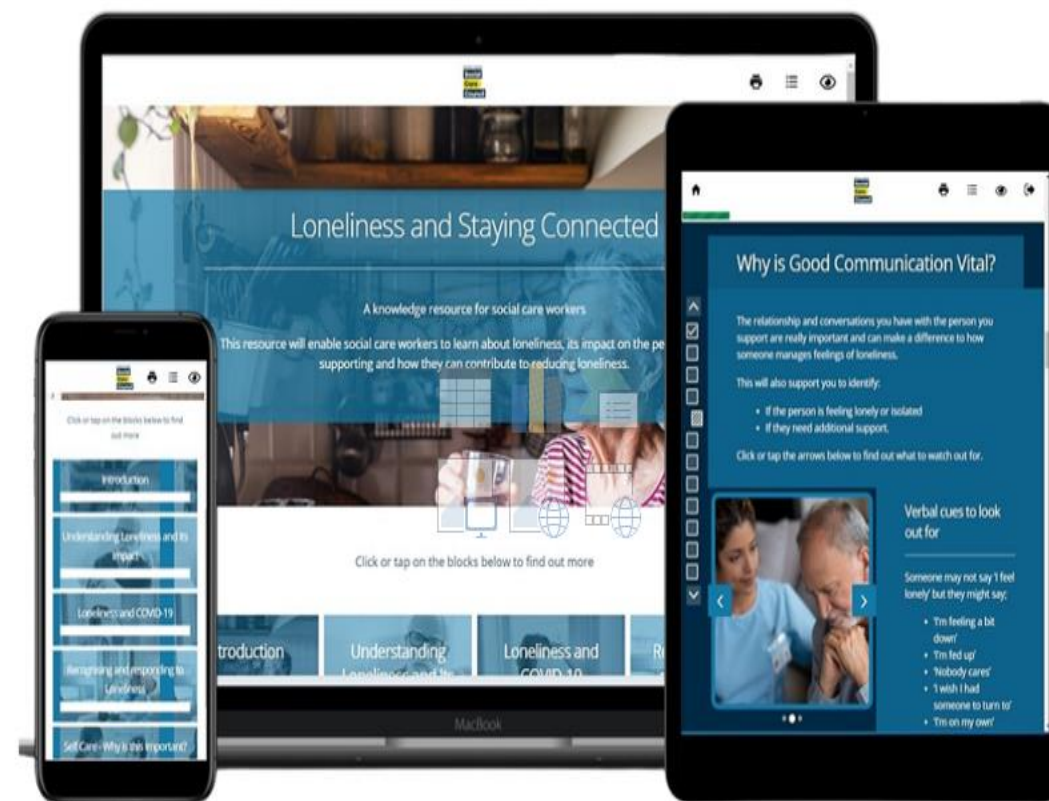 Social
Care
Council
Loneliness and Staying Connected
A knowledge resource for social care workers
This resource will enable social care workers to learn about loneliness, its impact on the pe
supporting and how they can contribute to reducing loneliness.
Click or tap on the blocks below to find out more
troduction
Understanding
Loneliness and Its
Loneliness and
COVID-19
R
MacBook
Click or tap on the blocks below to find
out more
Introduction
Understanding Loneliness and Its
Impact
Loneliness and COVID-19
Recognising and responding to
Loneliness
Self Care - Why is this important?
Why is Good Communication Vital?
The relationship and conversations you have with the person you
support are really important and can make a difference to how
someone manages feelings of loneliness.
This will also support you to identify:
• If the person is feeling lonely or isolated
• If they need additional support.
Click or tap the arrows below to find out what to watch out for.
Verbal cues to look
out for
Someone may not say 'I feel
lonely' but they might say;
• 'I'm feeling a bit
down'
• 'I'm fed up'
• 'Nobody cares'
• 'I wish I had
someone to turn to'
• 'I'm on my own'